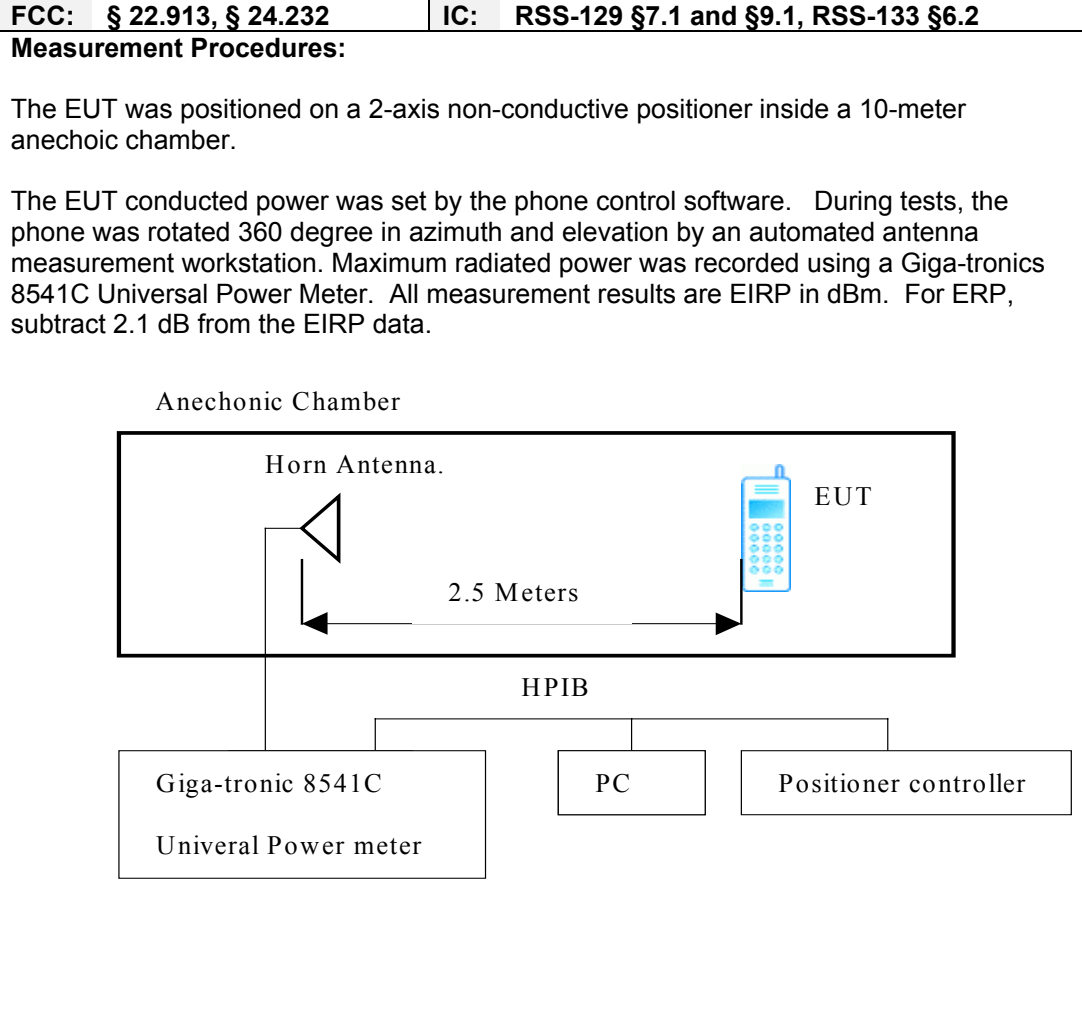 FCC: § 22.913, § 24.232 IC: RSS-129 §7.1 and §9.1, RSS-133 §6.2
Measurement Procedures:
The EUT was positioned on a 2-axis non-conductive positioner inside a 10-meter
anechoic chamber.
The EUT conducted power was set by the phone control software. During tests, the
phone was rotated 360 degree in azimuth and elevation by an automated antenna
measurement workstation. Maximum radiated power was recorded using a Giga-tronics
8541C Universal Power Meter. All measurement results are EIRP in dBm. For ERP,
subtract 2.1 dB from the EIRP data.
Anechonic Chamber
Horn Antenna.
EUT
2.5 Meters
HPIB
Giga-tronic 8541C
Univeral Power meter
PC
Positioner controller